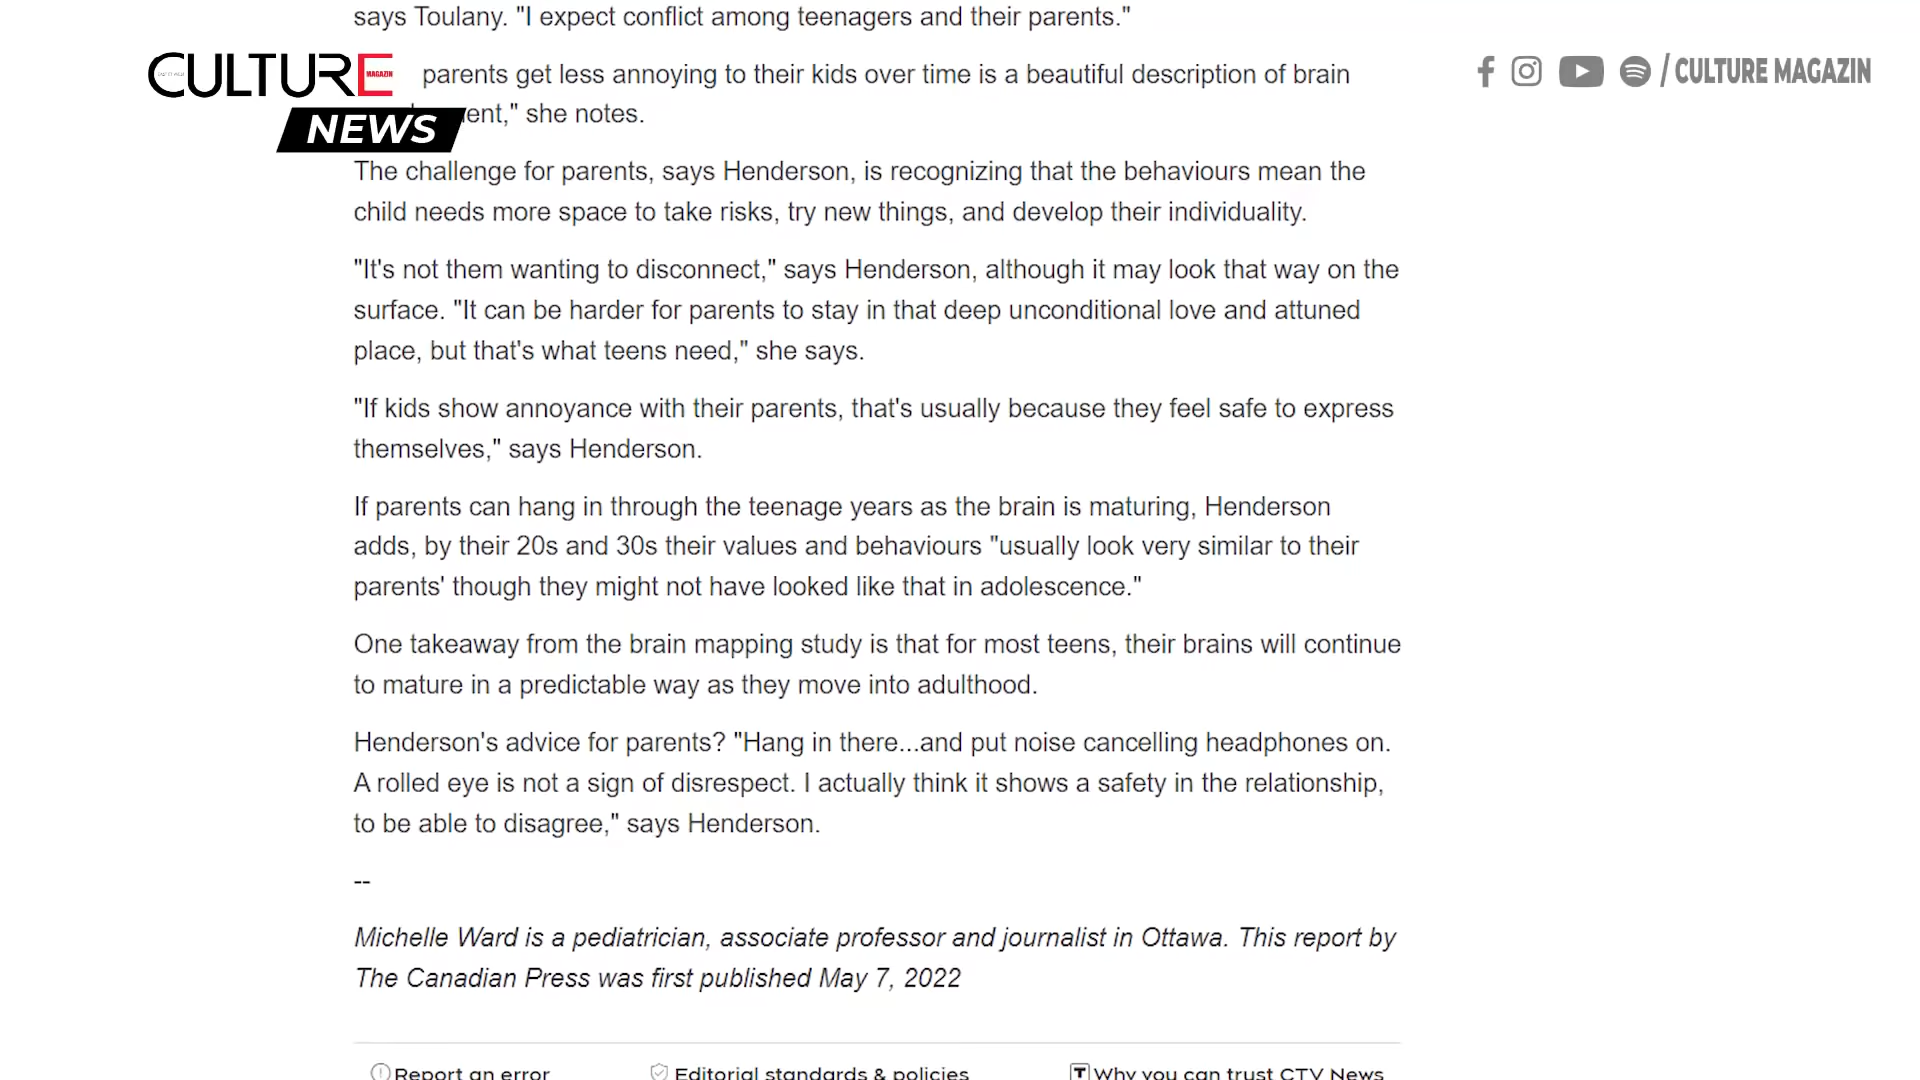 says Toulany. "I expect conflict among teenagers and their parents."
CULTURE
MAGAZIN
NEWS
/ CULTURE MAGAZIN
parents get less annoying to their kids over time is a beautiful description of brain
ent," she notes.
The challenge for parents, says Henderson, is recognizing that the behaviours mean the
child needs more space to take risks, try new things, and develop their individuality.
"It's not them wanting to disconnect," says Henderson, although it may look that way on the
surface. "It can be harder for parents to stay in that deep unconditional love and attuned
place, but that's what teens need," she says.
"If kids show annoyance with their parents, that's usually because they feel safe to express
themselves," says Henderson.
If parents can hang in through the teenage years as the brain is maturing, Henderson
adds, by their 20s and 30s their values and behaviours "usually look very similar to their
parents' though they might not have looked like that in adolescence."
One takeaway from the brain mapping study is that for most teens, their brains will continue
to mature in a predictable way as they move into adulthood.
Henderson's advice for parents? "Hang in there...and put noise cancelling headphones on.
A rolled eye is not a sign of disrespect. I actually think it shows a safety in the relationship,
to be able to disagree," says Henderson.
--
Michelle Ward is a pediatrician, associate professor and journalist in Ottawa. This report by
The Canadian Press was first published May 7, 2022
Report an error
Editorial standards & policies
Why you can trust CTV News